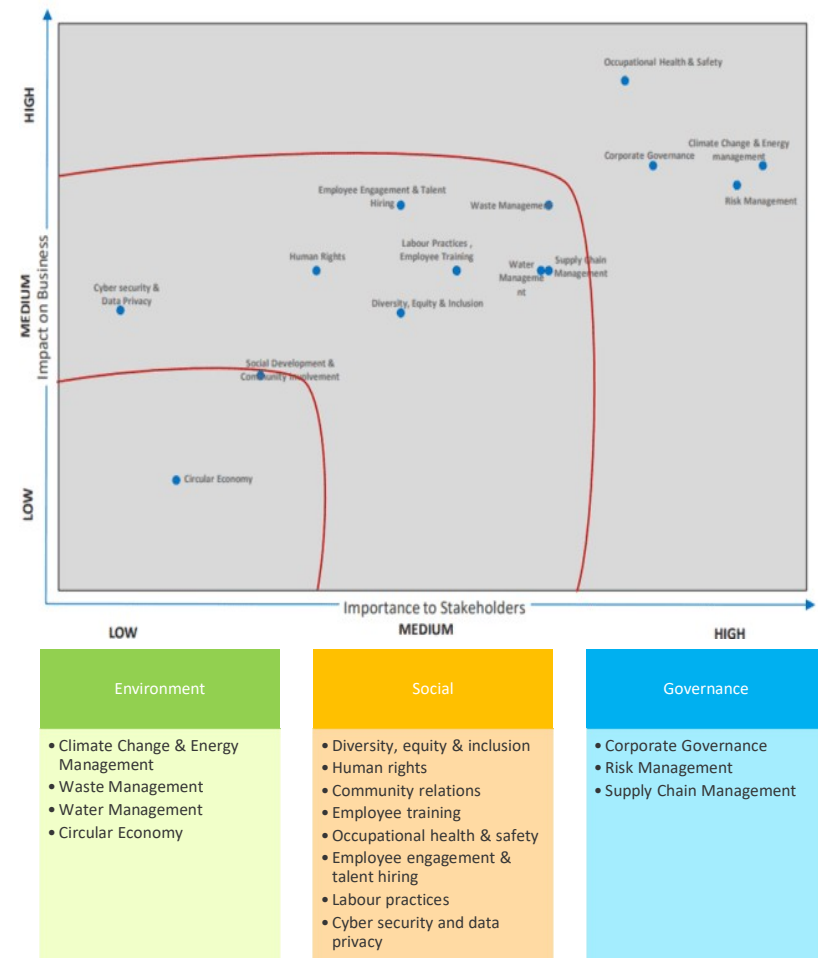 HIGH
MEDIUM
Impact on Business
LOW
Occupational Health & Safety
Climate Change & Energy
management
Corporate Governance
Risk Management
Employee Engagement & Talent
Hiring
Waste Management
Labour Practices ,
Employee Training
Human Rights
Water
Manageme
nt
Supply Chain
Management
Cyber security &
Data Privacy
Diversity, Equity & Inclusion
Social Development &
Community Involvement
Circular Economy
Importance to Stakeholders
LOW
MEDIUM
HIGH
Environment
• Climate Change & Energy
Management
• Waste Management
• Water Management
• Circular Economy
Social
• Diversity, equity & inclusion
• Human rights
• Community relations
• Employee training
• Occupational health & safety
• Employee engagement &
talent hiring
• Labour practices
• Cyber security and data
privacy
Governance
• Corporate Governance
• Risk Management
• Supply Chain Management